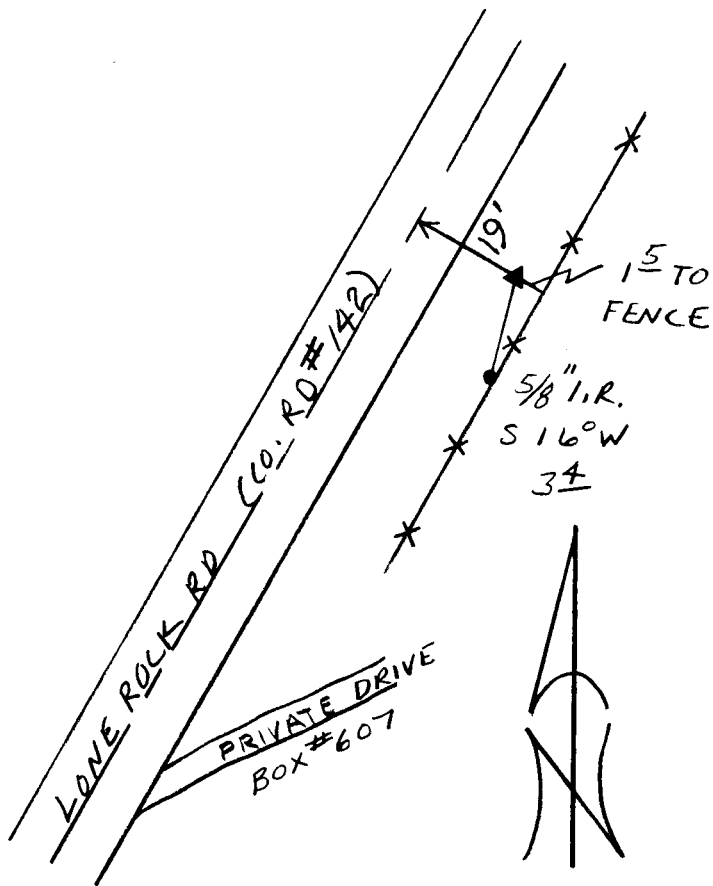 19'
1 5 TO
FENCE
LONE ROCK RD (CO. RD #142)
5/8" I.R.
S 16° W
3 4
PRIVATE DRIVE
BOX #607